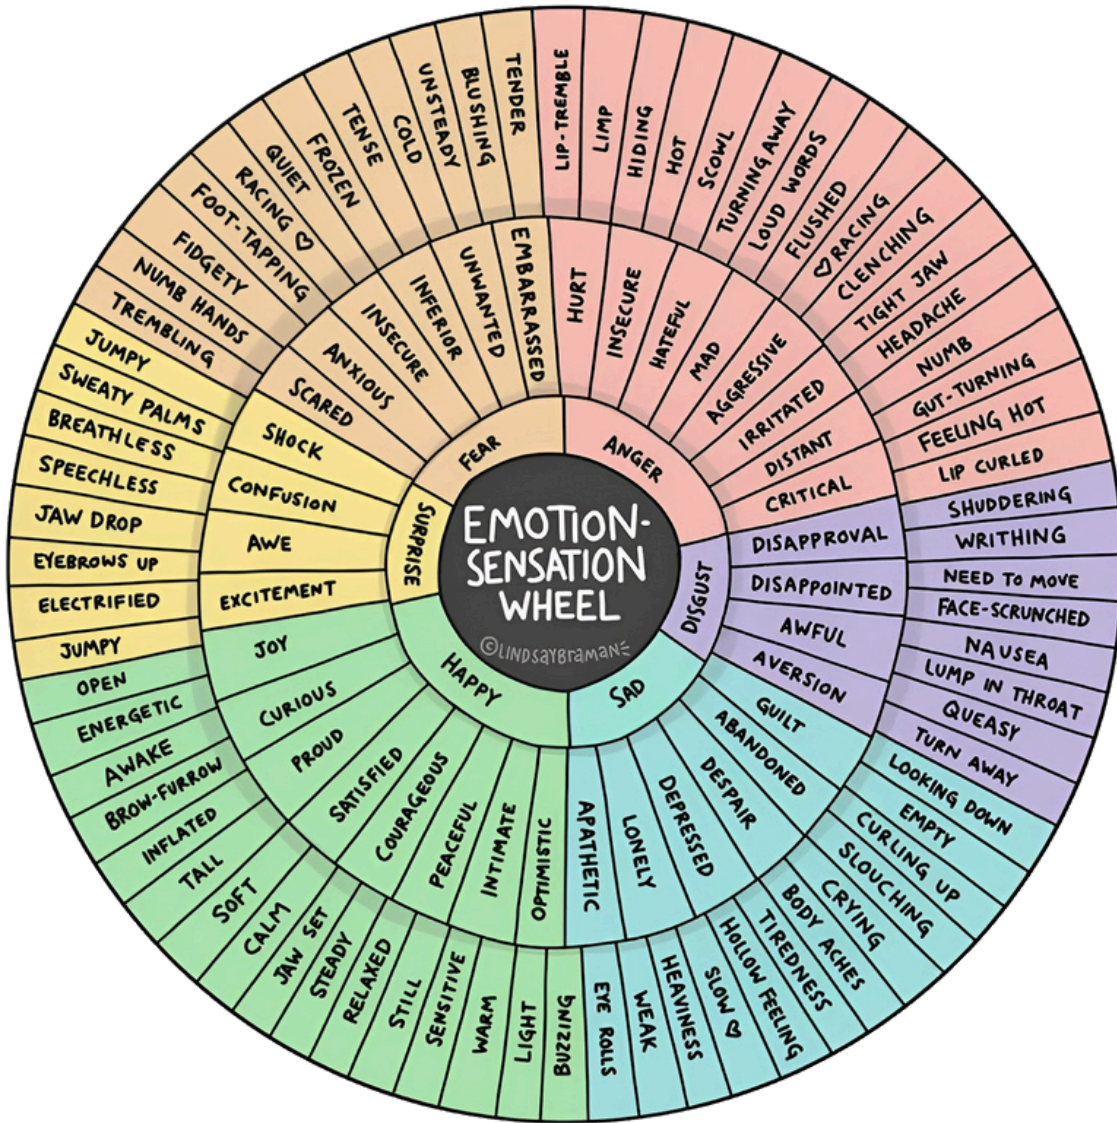 EMOTION-
SENSATION
WHEEL
©LINDSAYBRAMAN
ANGER
DISGUST
SAD
HAPPY
SURPRISE
FEAR
HURT
INSECURE
HATEFUL
MAD
AGGRESSIVE
IRRITATED
DISTANT
CRITICAL
DISAPPROVAL
DISAPPOINTED
AWFUL
AVERSION
GUILT
ABANDONED
DESPAIR
DEPRESSED
LONELY
APATHETIC
OPTIMISTIC
INTIMATE
PEACEFUL
COURAGEOUS
SATISFIED
PROUD
CURIOUS
JOY
EXCITEMENT
AWE
CONFUSION
SHOCK
SCARED
ANXIOUS
INSECURE
INFERIOR
UNWANTED
EMBARRASSED
LIP-TREMBLE
LIMP
HIDING
HOT
SCOWL
TURNING AWAY
LOUD WORDS
FLUSHED
♡ RACING
CLENCHING
TIGHT JAW
HEADACHE
NUMB
GUT-TURNING
FEELING HOT
LIP CURLED
SHUDDERING
WRITHING
NEED TO MOVE
FACE-SCRUNCHED
NAUSEA
LUMP IN THROAT
QUEASY
TURN AWAY
LOOKING DOWN
EMPTY
CURLING UP
SLOUCHING
CRYING
BODY ACHES
TIREDNESS
HOLLOW FEELING
SLOW ♡
HEAVINESS
WEAK
EYE ROLLS
BUZZING
LIGHT
WARM
SENSITIVE
STILL
RELAXED
STEADY
JAW SET
CALM
SOFT
TALL
INFLATED
BROW-FURROW
AWAKE
ENERGETIC
OPEN
JUMPY
ELECTRIFIED
EYEBROWS UP
JAW DROP
SPEECHLESS
BREATHLESS
SWEATY PALMS
JUMPY
TREMBLING
NUMB HANDS
FIDGETY
FOOT-TAPPING
RACING ♡
QUIET
FROZEN
TENSE
COLD
UNSTEADY
BLUSHING
TENDER